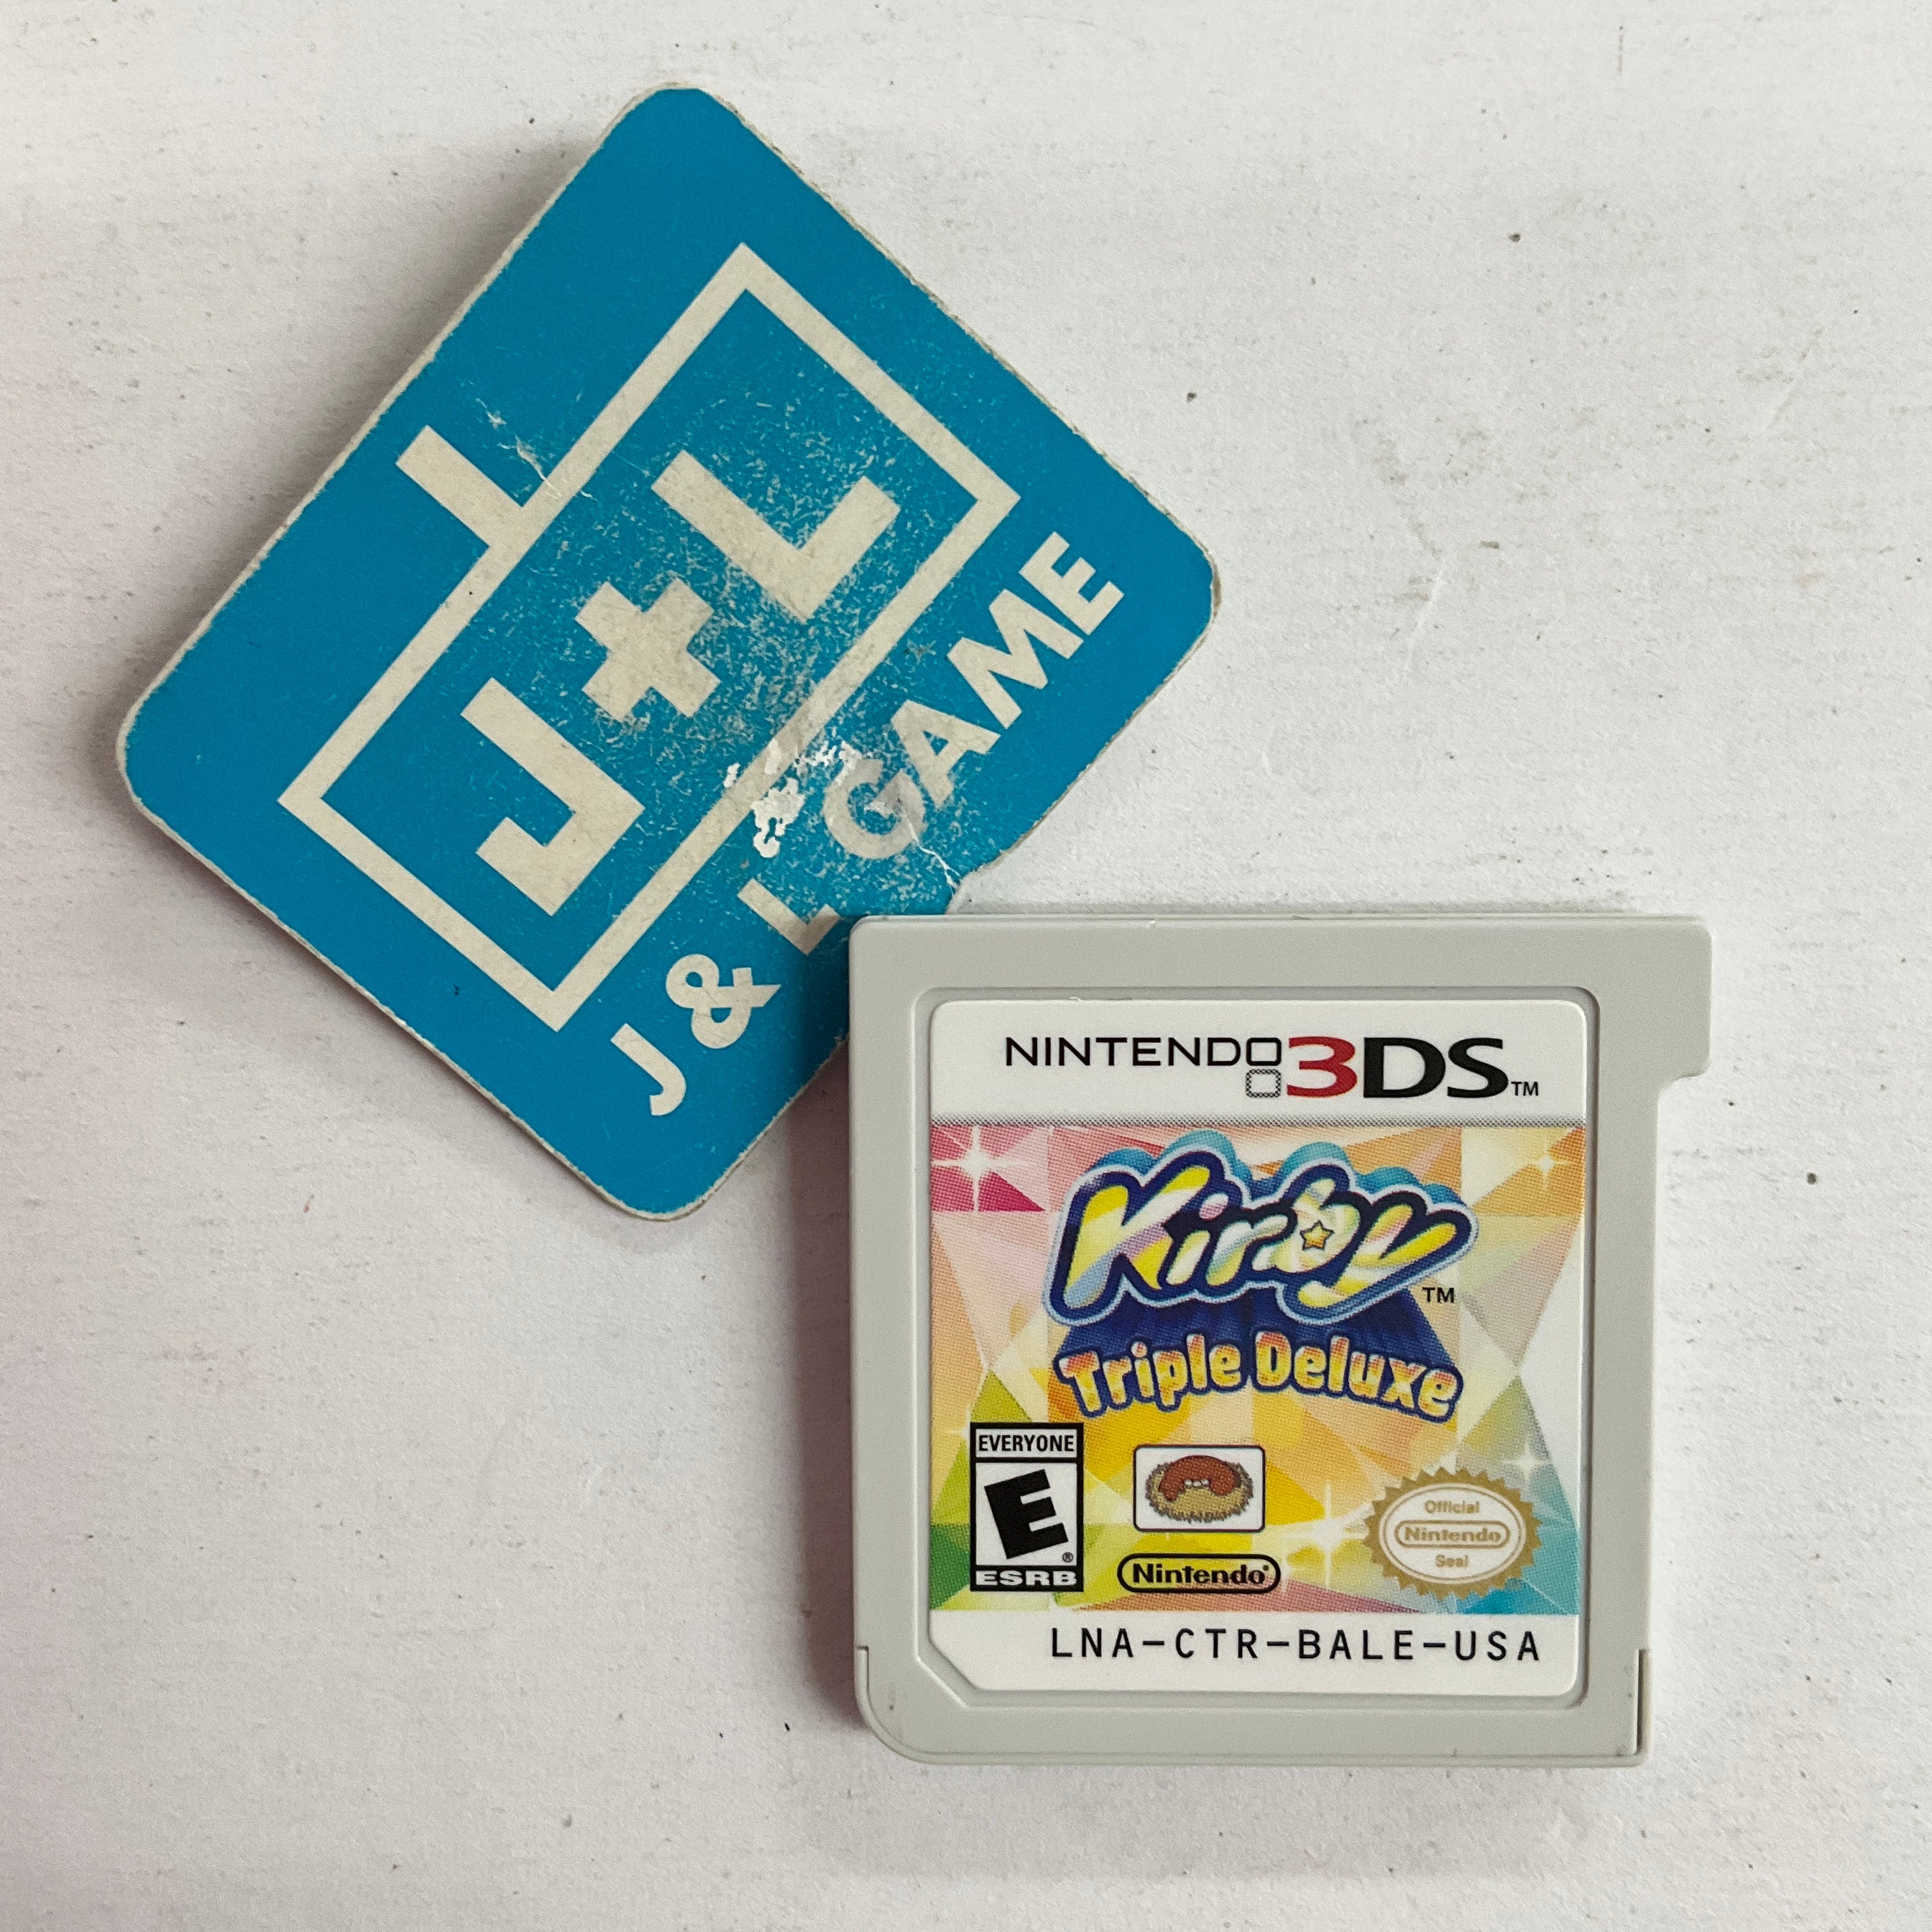 J+L
J & L GAME
NINTENDO 3DS™
Kirby™
Triple Deluxe
EVERYONE
E®
ESRB
Nintendo®
Official
Nintendo
Seal
LNA-CTR-BALE-USA